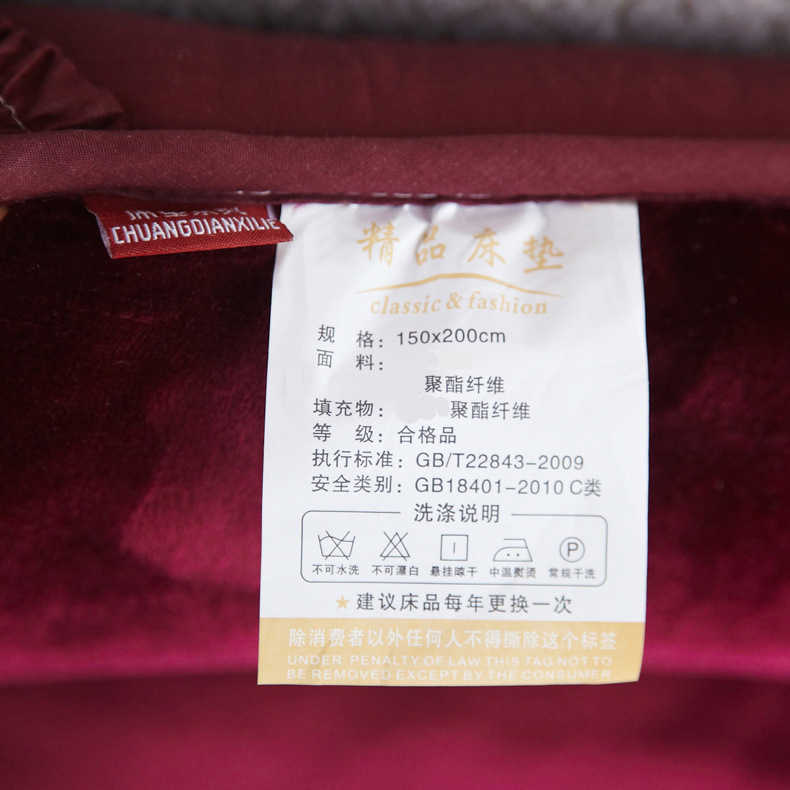 CHUANGDIANXILIE
精品床垫
classic & fashion
规 格: 150x200cm
面 料:
聚酯纤维
填充物: 聚酯纤维
等 级: 合格品
执行标准: GB/T22843-2009
安全类别: GB18401-2010 C类
洗涤说明
不可水洗 不可漂白 悬挂晾干 中温熨烫 常规干洗
★建议床品每年更换一次
除消费者以外任何人不得撕除这个标签
UNDER PENALTY OF LAW THIS TAG NOT TO
BE REMOVED EXCEPT BY THE CONSUMER